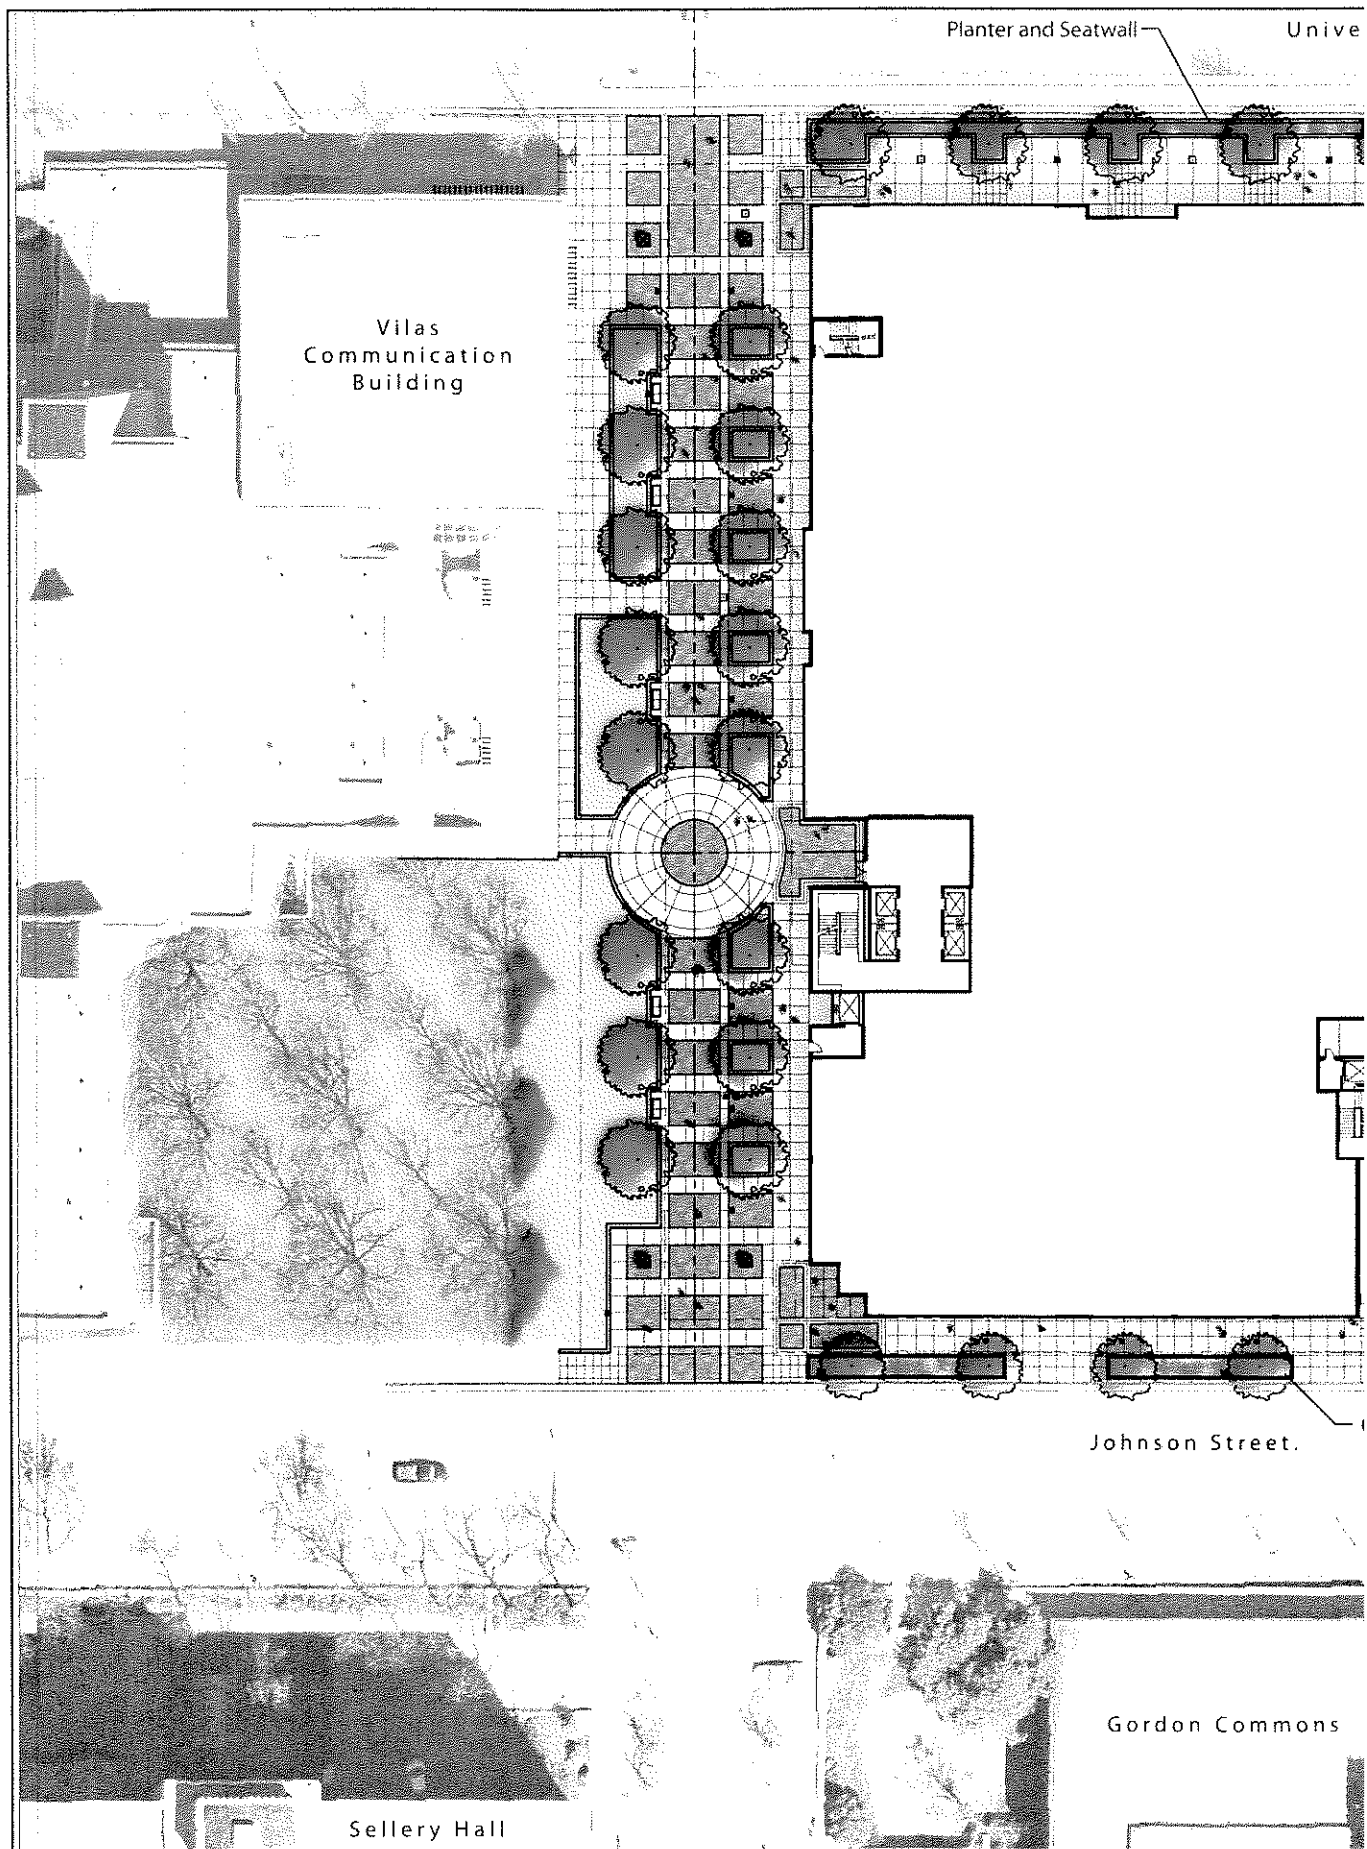 Planter and Seatwall
Unive
Vilas
Communication
Building
Johnson Street.
Gordon Commons
Sellery Hall